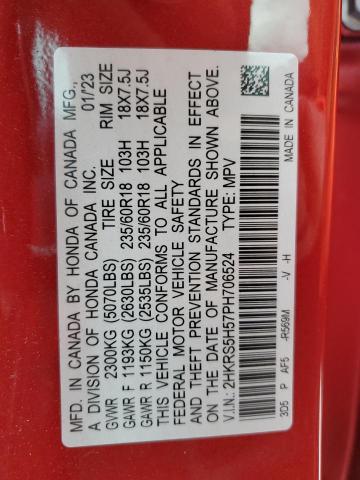 MFD. IN CANADA BY HONDA OF CANADA MFG.,
A DIVISION OF HONDA CANADA INC. 01/23
GVWR 2300KG (5070LBS) TIRE SIZE RIM SIZE
GAWR F 1193KG (2630LBS) 235/60R18 103H 18X7.5J
GAWR R 1150KG (2535LBS) 235/60R18 103H 18X7.5J
THIS VEHICLE CONFORMS TO ALL APPLICABLE
FEDERAL MOTOR VEHICLE SAFETY
AND THEFT PREVENTION STANDARDS IN EFFECT
ON THE DATE OF MANUFACTURE SHOWN ABOVE.
V.I.N.: 2HKRS5H57PH706524 TYPE: MPV
3D5 P AF5 -R569M -V -H MADE IN CANADA